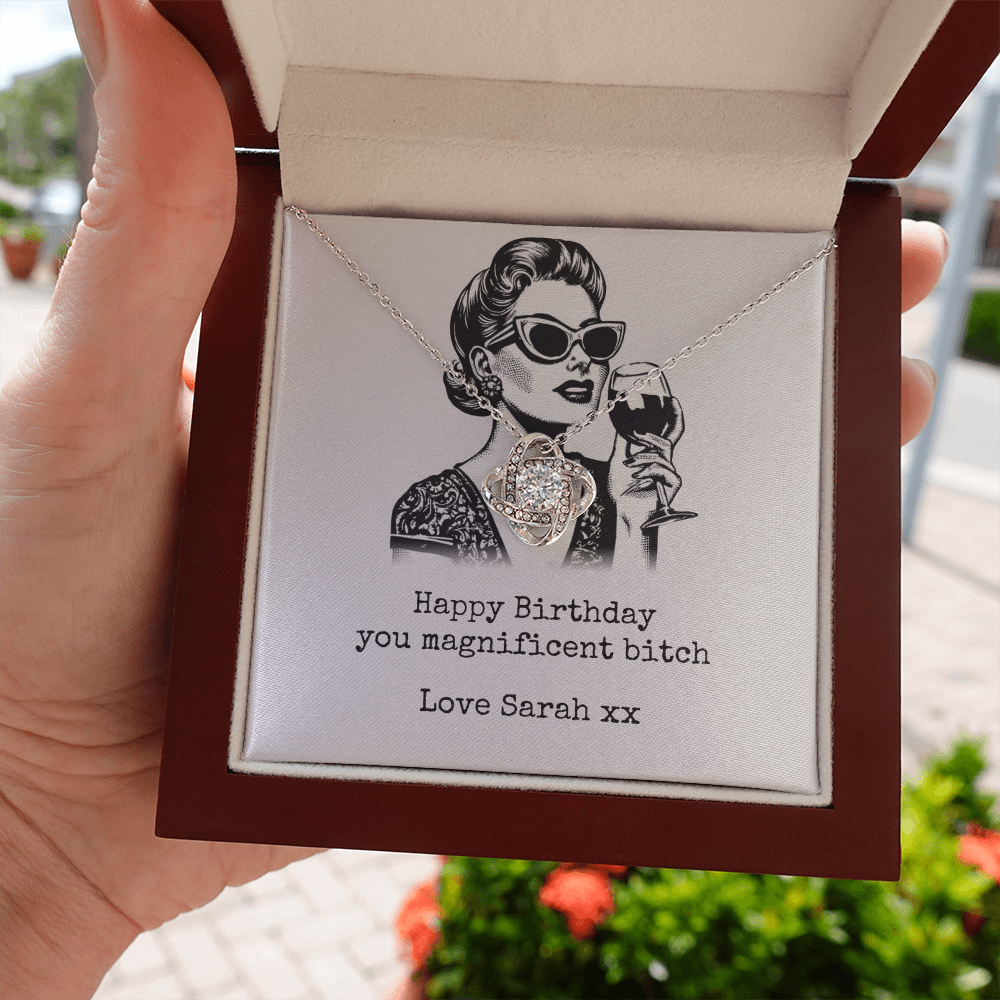 Happy Birthday
you magnificent bitch
Love Sarah xx